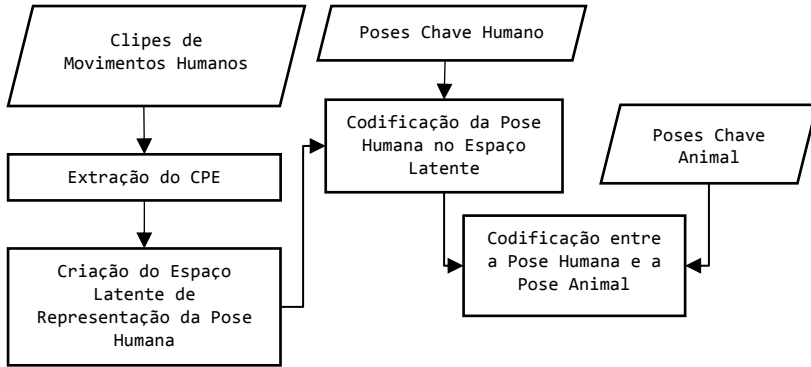 Clipes de
Movimentos Humanos
Extração do CPE
Criação do Espaço
Latente de
Representação da Pose
Humana
Poses Chave Humano
Codificação da Pose
Humana no Espaço
Latente
Poses Chave
Animal
Codificação entre
a Pose Humana e a
Pose Animal